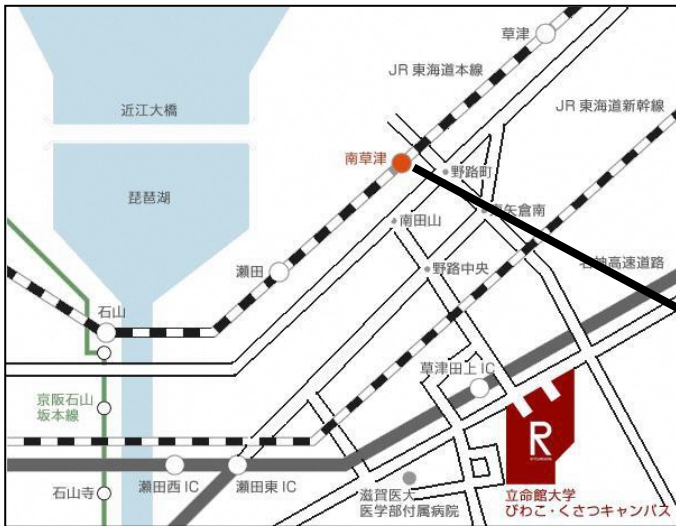 草津
JR 東海道本線
近江大橋
JR 東海道新幹線
南草津
野路町
琵琶湖
矢倉南
南田山
瀬田
野路中央
名神高速道路
石山
草津田上 IC
京阪石山
坂本線
R
石山寺
瀬田西 IC
瀬田東 IC
滋賀医大
医学部付属病院
立命館大学
びわこ・くさつキャンパス